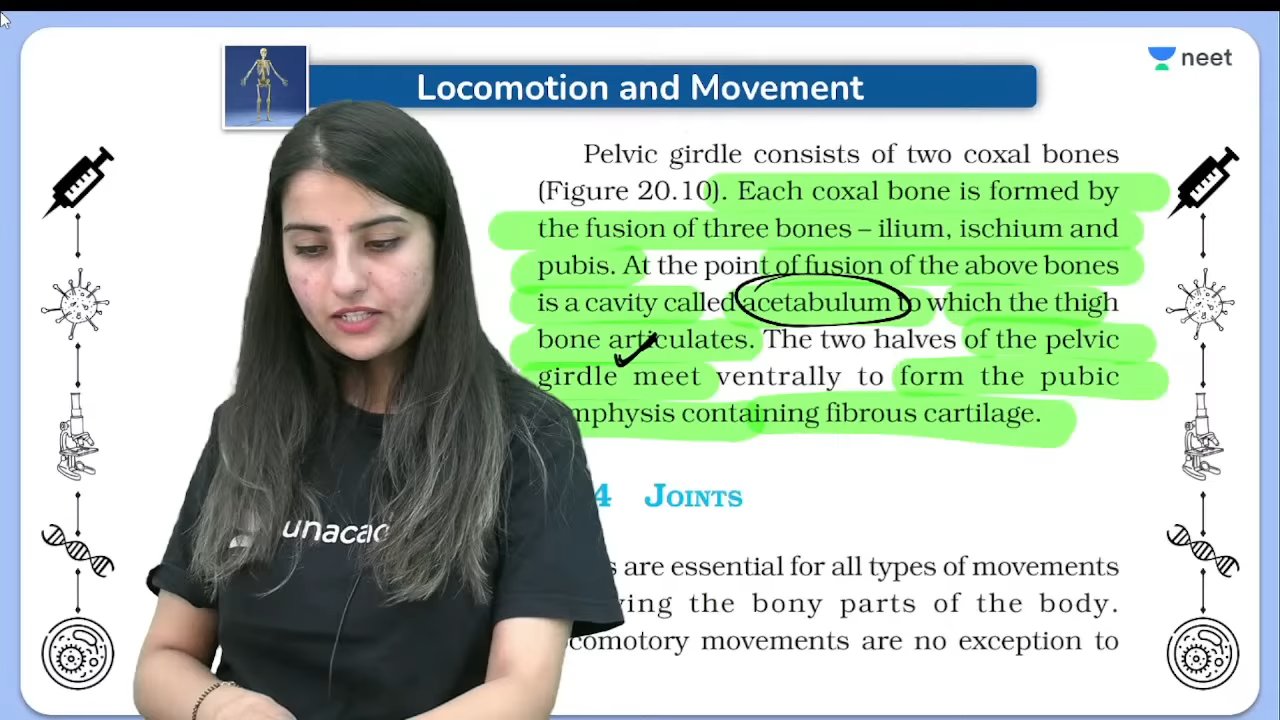 neet
Locomotion and Movement
Pelvic girdle consists of two coxal bones
(Figure 20.10). Each coxal bone is formed by
the fusion of three bones – ilium, ischium and
pubis. At the point of fusion of the above bones
is a cavity called acetabulum to which the thigh
bone articulates. The two halves of the pelvic
girdle meet ventrally to form the pubic
containing fibrous cartilage.
4 JOINTS
are essential for all types of movements
the bony parts of the body.
movements are no exception to
unacad